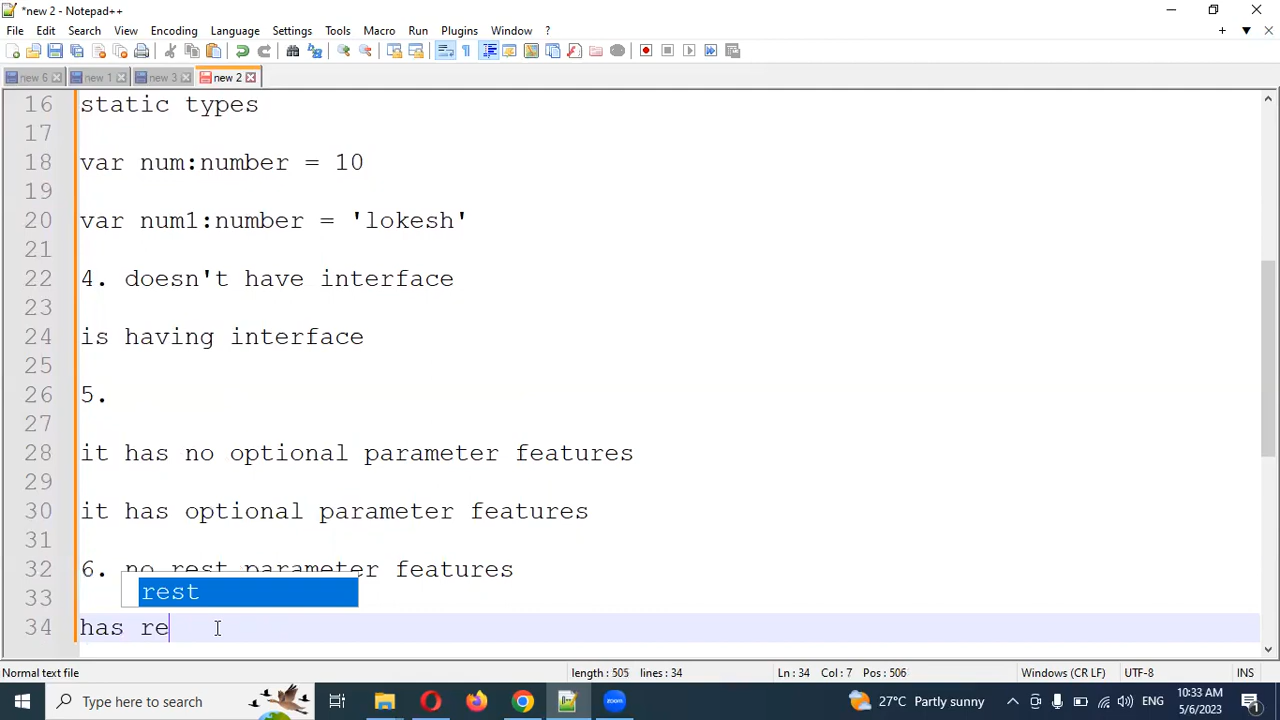 *new 2 - Notepad++
File Edit Search View Encoding Language Settings Tools Macro Run Plugins Window ?
new 6 new 1 new 3 new 2
16 static types
17
18 var num:number = 10
19
20 var num1:number = 'lokesh'
21
22 4. doesn't have interface
23
24 is having interface
25
26 5.
27
28 it has no optional parameter features
29
30 it has optional parameter features
31
32 6. no rest parameter features
33
rest
34 has re
Normal text file length : 505 lines : 34 Ln : 34 Col : 7 Pos : 506 Windows (CR LF) UTF-8 INS
Type here to search 27°C Partly sunny ENG 10:33 AM
5/6/2023